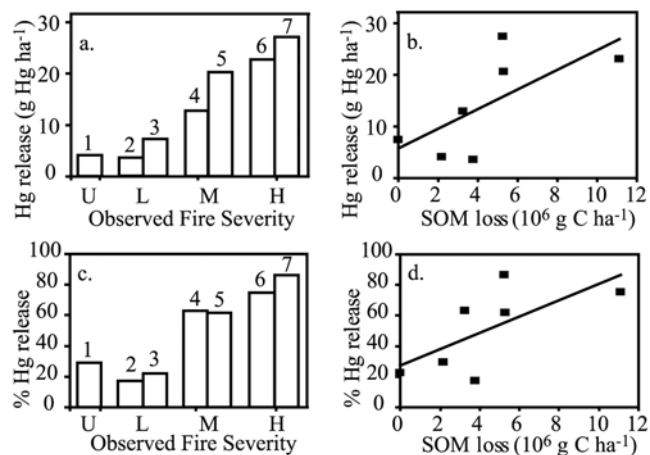 Hg release (g Hg ha-1)
30
20
10
0
a.
1 2 3 4 5 6 7
U L M H
Observed Fire Severity
Hg release (g Hg ha-1)
30
20
10
0
b.
0 2 4 6 8 10 12
SOM loss (10⁶ g C ha-1)
% Hg release
100
80
60
40
20
0
c.
1 2 3 4 5 6 7
U L M H
Observed Fire Severity
% Hg release
100
80
60
40
20
0
d.
0 2 4 6 8 10 12
SOM loss (10⁶ g C ha-1)